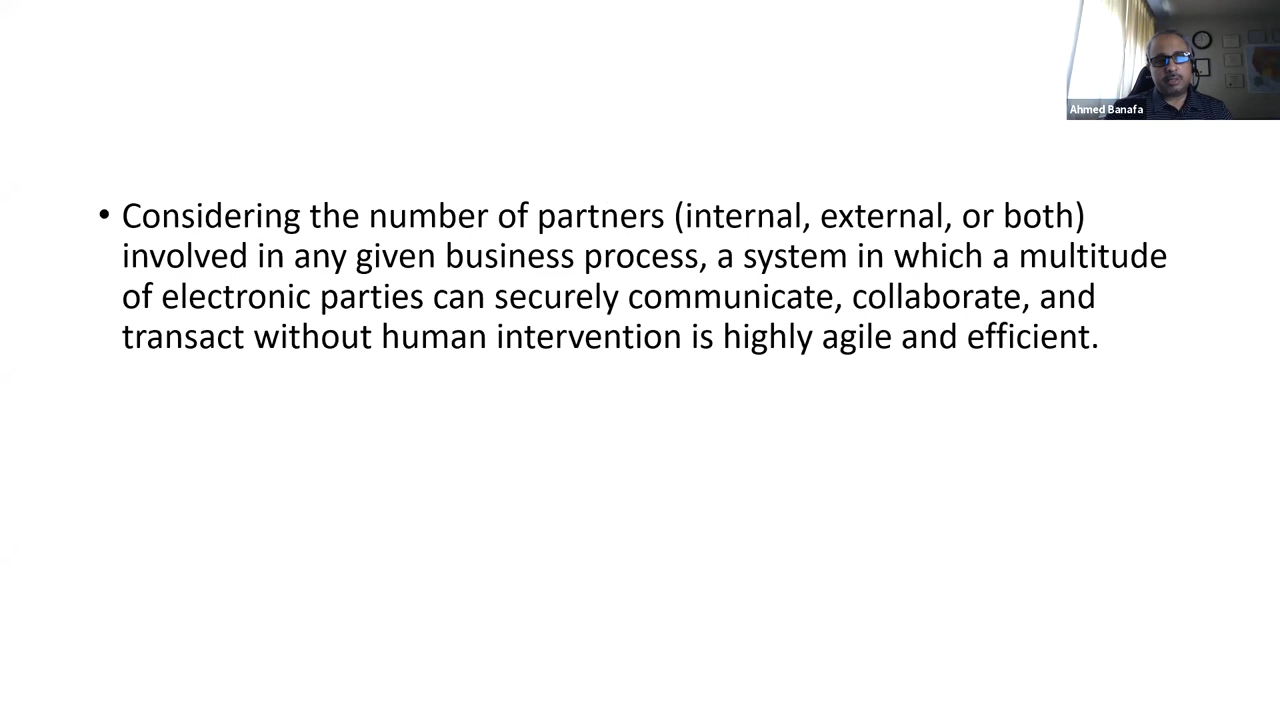 Ahmed Banafa
• Considering the number of partners (internal, external, or both)
involved in any given business process, a system in which a multitude
of electronic parties can securely communicate, collaborate, and
transact without human intervention is highly agile and efficient.